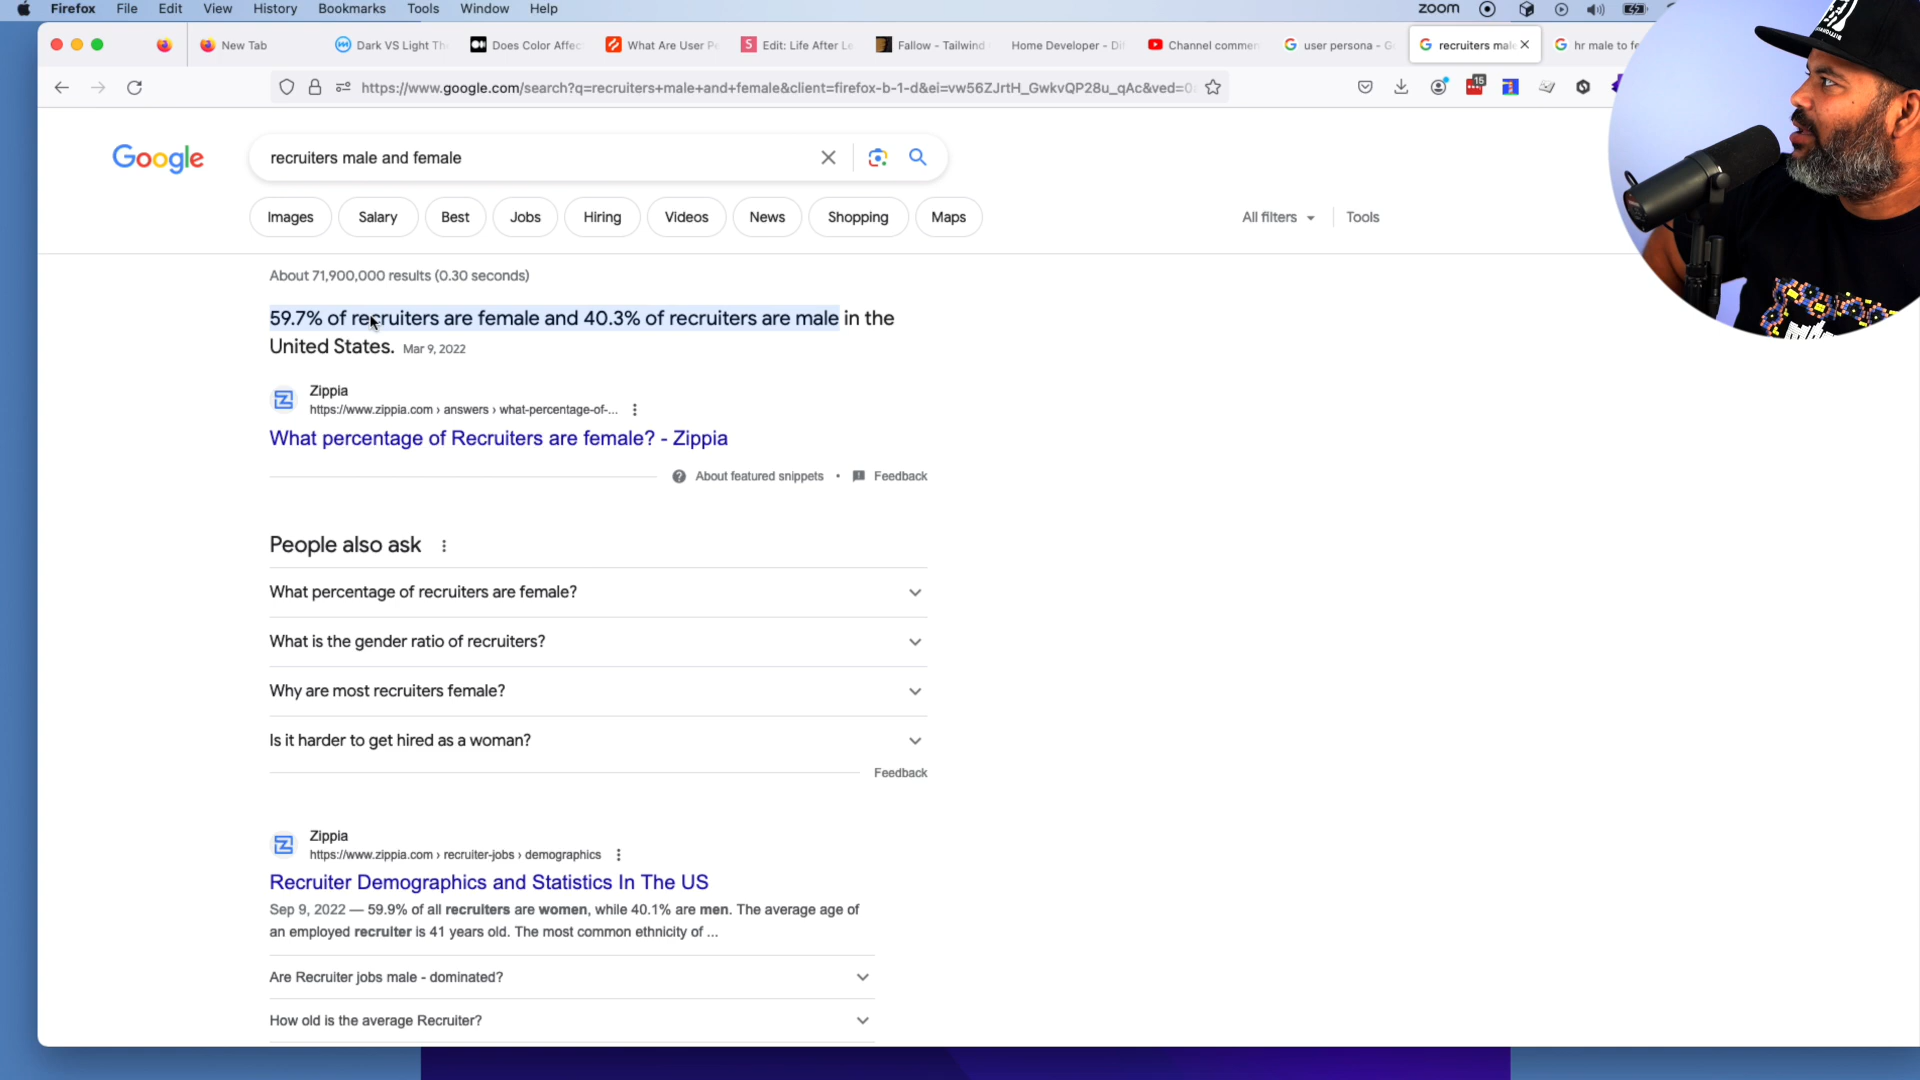 Firefox File Edit View History Bookmarks Tools Window Help zoom
New Tab Dark VS Light Th Does Color Affec What Are User Pe Edit: Life After Le Fallow - Tailwind Home Developer - Di Channel commen user persona - G recruiters mal hr male to fe
https://www.google.com/search?q=recruiters+male+and+female&client=firefox-b-1-d&ei=vw56ZJrtH_GwkvQP28u_qAc&ved=0 15
Google recruiters male and female
Images Salary Best Jobs Hiring Videos News Shopping Maps All filters Tools
About 71,900,000 results (0.30 seconds)
59.7% of recruiters are female and 40.3% of recruiters are male in the
United States. Mar 9, 2022
Zippia
https://www.zippia.com › answers › what-percentage-of-...
What percentage of Recruiters are female? - Zippia
About featured snippets • Feedback
People also ask
What percentage of recruiters are female?
What is the gender ratio of recruiters?
Why are most recruiters female?
Is it harder to get hired as a woman?
Feedback
Zippia
https://www.zippia.com › recruiter-jobs › demographics
Recruiter Demographics and Statistics In The US
Sep 9, 2022 — 59.9% of all recruiters are women, while 40.1% are men. The average age of
an employed recruiter is 41 years old. The most common ethnicity of ...
Are Recruiter jobs male - dominated?
How old is the average Recruiter?